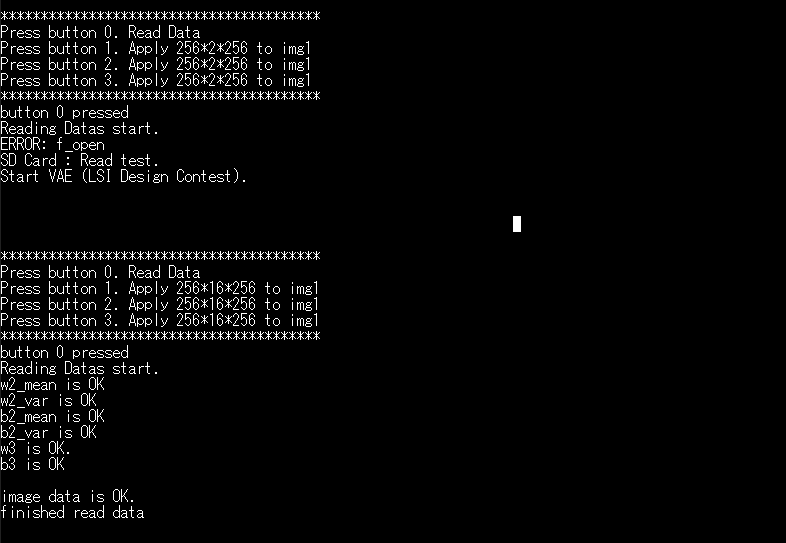 ****************************************
Press button 0. Read Data
Press button 1. Apply 256*2*256 to img1
Press button 2. Apply 256*2*256 to img1
Press button 3. Apply 256*2*256 to img1
****************************************
button 0 pressed
Reading Datas start.
ERROR: f_open
SD Card : Read test.
Start VAE (LSI Design Contest).
****************************************
Press button 0. Read Data
Press button 1. Apply 256*16*256 to img1
Press button 2. Apply 256*16*256 to img1
Press button 3. Apply 256*16*256 to img1
****************************************
button 0 pressed
Reading Datas start.
w2_mean is OK
w2_var is OK
b2_mean is OK
b2_var is OK
w3 is OK.
b3 is OK
image data is OK.
finished read data